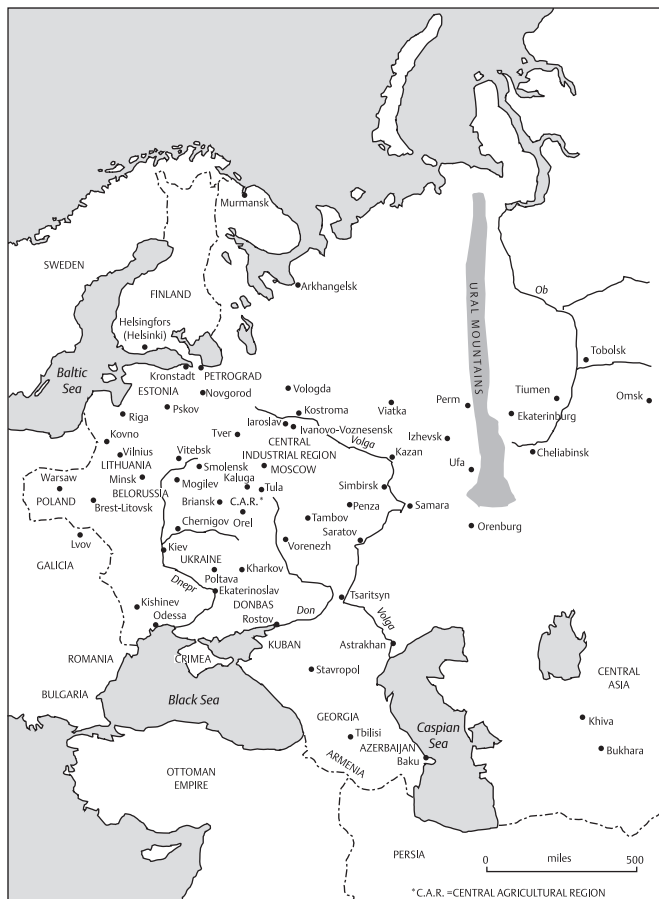 Murmansk
SWEDEN
Arkhangelsk
FINLAND
Ob
URAL MOUNTAINS
Helsingfors
(Helsinki)
Tobolsk
Baltic
Sea
Kronstadt
PETROGRAD
ESTONIA
Novgorod
Vologda
Perm
Tiumen
Omsk
Riga
Pskov
Kostroma
Viatka
Ekaterinburg
Iaroslav
Ivanovo-Voznesensk
Kovno
Tver
CENTRAL
Volga
Izhevsk
Vilnius
Vitebsk
INDUSTRIAL REGION
Kazan
Cheliabinsk
LITHUANIA
Smolensk
MOSCOW
Ufa
Warsaw
Minsk
Mogilev
Kaluga
Tula
Simbirsk
POLAND
BELORUSSIA
Briansk
C.A.R.*
Penza
Samara
Brest-Litovsk
Orel
Tambov
Chernigov
Saratov
Orenburg
Lvov
Kiev
Vorenezh
GALICIA
UKRAINE
Poltava
Kharkov
Dnepr
Ekaterinoslav
Tsaritsyn
Kishinev
DONBAS
Don
Volga
Odessa
Rostov
Astrakhan
ROMANIA
CRIMEA
KUBAN
Stavropol
CENTRAL
ASIA
BULGARIA
Black Sea
Caspian
Sea
GEORGIA
Khiva
Tbilisi
AZERBAIJAN
Baku
Bukhara
ARMENIA
OTTOMAN
EMPIRE
PERSIA
0 miles 500
*C.A.R. =CENTRAL AGRICULTURAL REGION